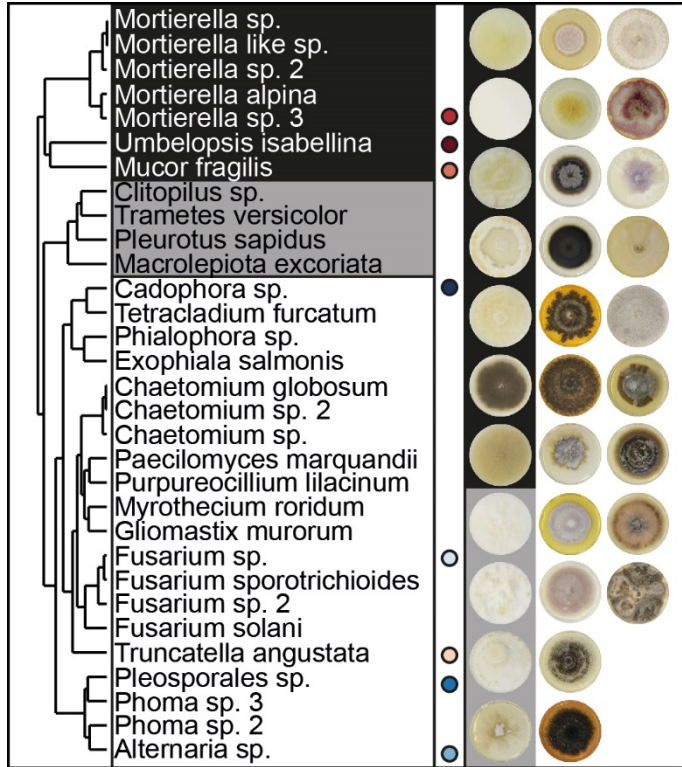 Mortierella sp.
Mortierella like sp.
Mortierella sp. 2
Mortierella alpina
Mortierella sp. 3
Umbelopsis isabellina
Mucor fragilis
Clitopilus sp.
Trametes versicolor
Pleurotus sapidus
Macrolepiota excoriata
Cadophora sp.
Tetracladium furcatum
Phialophora sp.
Exophiala salmonis
Chaetomium globosum
Chaetomium sp. 2
Chaetomium sp.
Paecilomyces marquandii
Purpureocillium lilacinum
Myrothecium roridum
Gliomastix murorum
Fusarium sp.
Fusarium sporotrichioides
Fusarium sp. 2
Fusarium solani
Truncatella angustata
Pleosporales sp.
Phoma sp. 3
Phoma sp. 2
Alternaria sp.